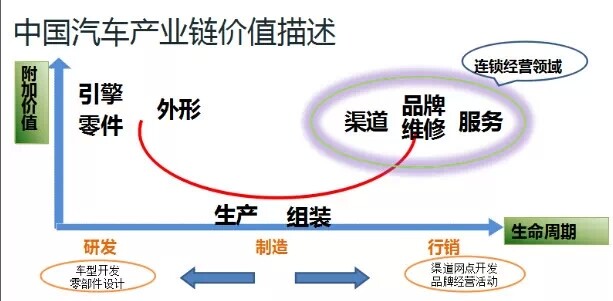 中国汽车产业链价值描述
附加价值
引擎
零件
外形
渠道
品牌
维修
服务
连锁经营领域
生产
组装
生命周期
研发
制造
行销
车型开发
零部件设计
渠道网点开发
品牌经营活动